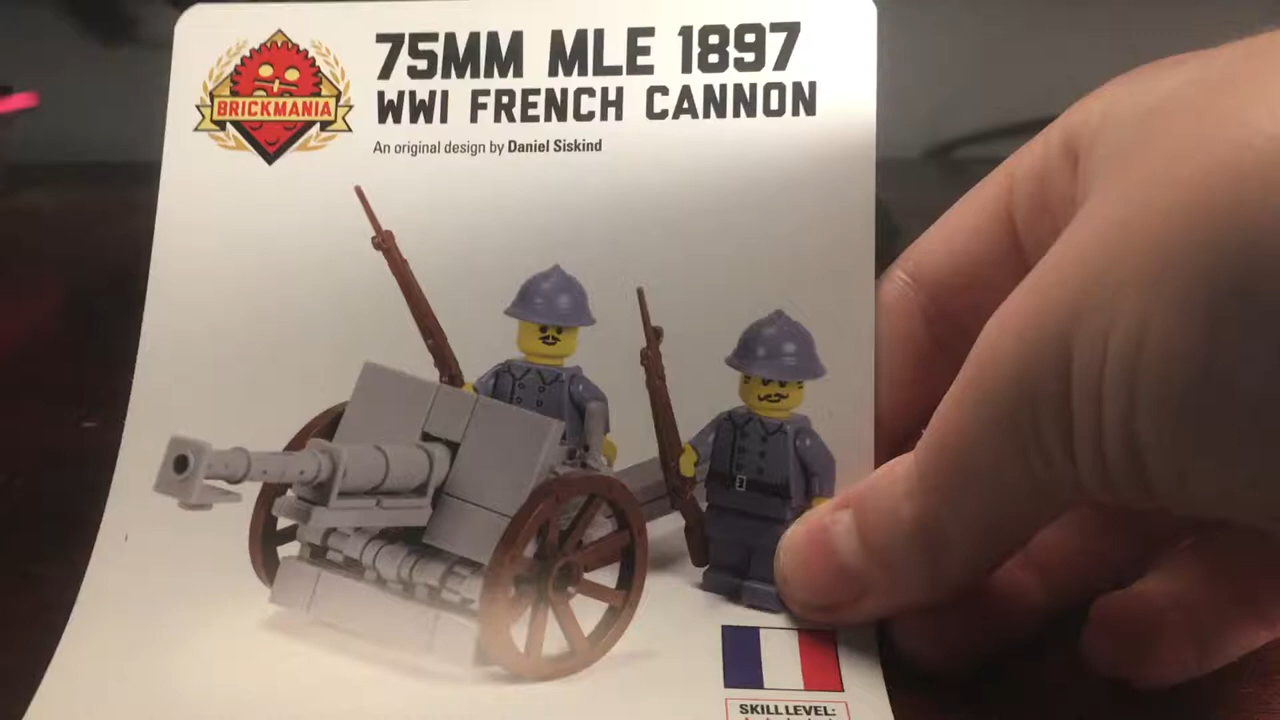 75MM MLE 1897
BRICKMANIA
WWI FRENCH CANNON
An original design by Daniel Siskind
SKILL LEVEL: